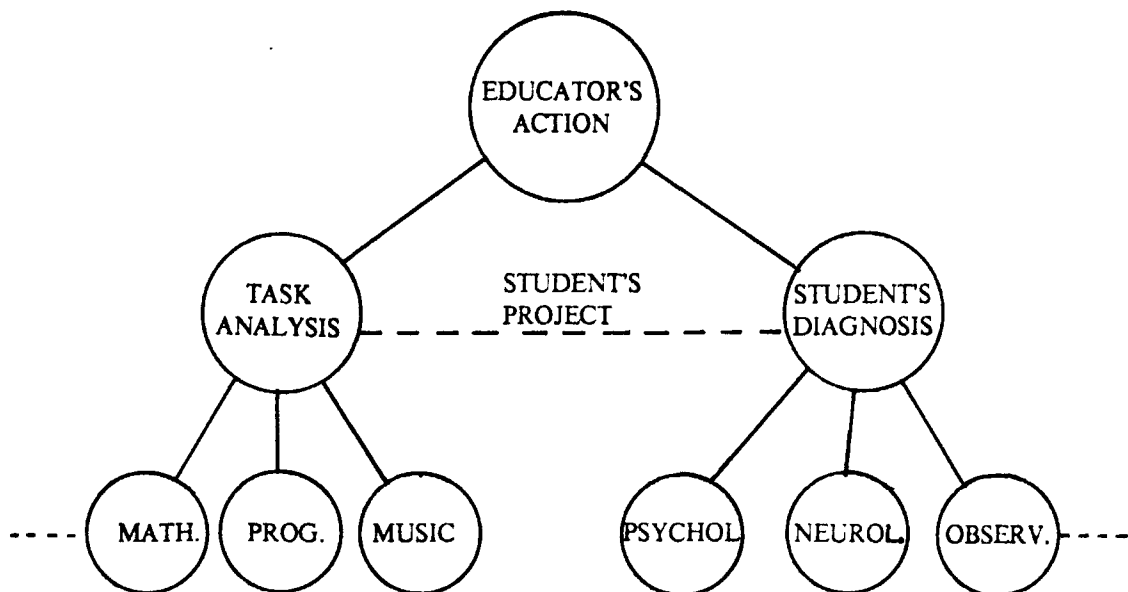 EDUCATOR'S
ACTION
TASK
ANALYSIS
STUDENT'S
PROJECT
STUDENT'S
DIAGNOSIS
MATH.
PROG.
MUSIC
PSYCHOL
NEUROL.
OBSERV.